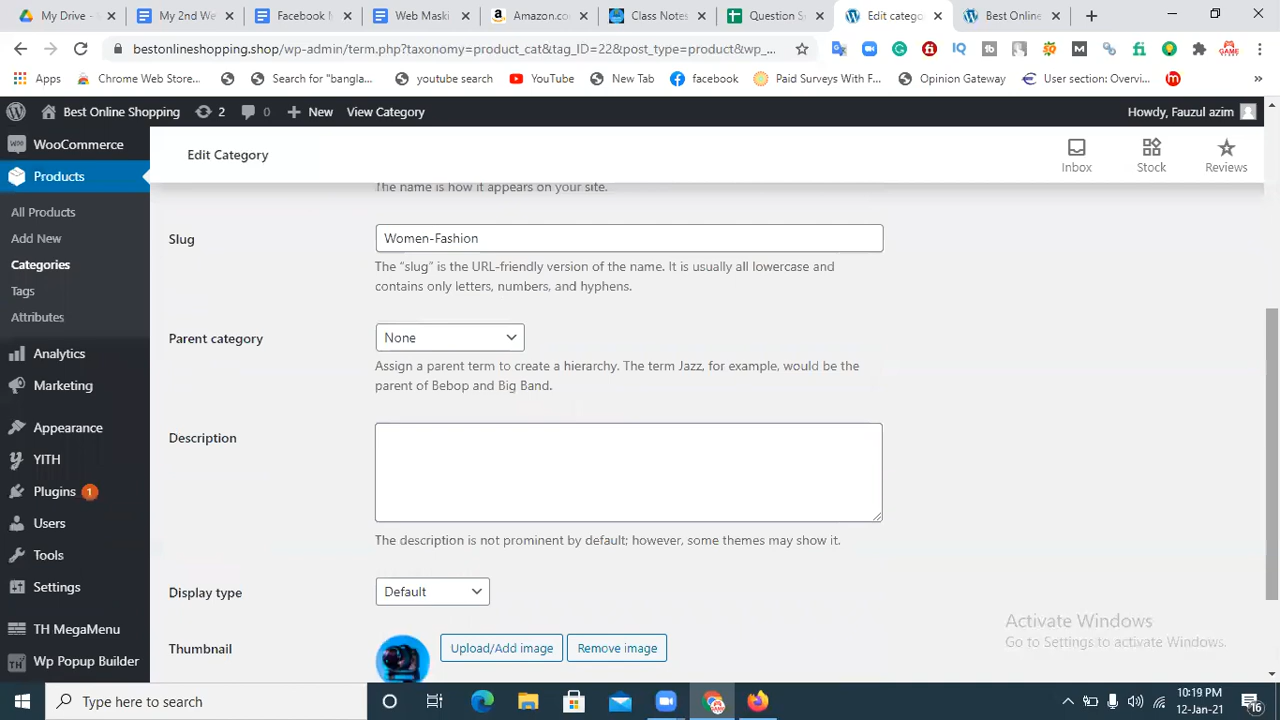 My Drive -
My 2nd We
Facebook I
Web Maski
Amazon.co
Class Notes
Question S
Edit catego
Best Online
bestonlineshopping.shop/wp-admin/term.php?taxonomy=product_cat&tag_ID=22&post_type=product&wp_...
Apps
Chrome Web Store...
Search for "bangla...
youtube search
YouTube
New Tab
facebook
Paid Surveys With F...
Opinion Gateway
User section: Overvi...
Best Online Shopping
2
0
New
View Category
Howdy, Fauzul azim
WooCommerce
Products
All Products
Add New
Categories
Tags
Attributes
Analytics
Marketing
Appearance
YITH
Plugins 1
Users
Tools
Settings
TH MegaMenu
Wp Popup Builder
Edit Category
Inbox
Stock
Reviews
The name is how it appears on your site.
Slug
Women-Fashion
The “slug” is the URL-friendly version of the name. It is usually all lowercase and
contains only letters, numbers, and hyphens.
Parent category
None
Assign a parent term to create a hierarchy. The term Jazz, for example, would be the
parent of Bebop and Big Band.
Description
The description is not prominent by default; however, some themes may show it.
Display type
Default
Thumbnail
Upload/Add image
Remove image
Activate Windows
Go to Settings to activate Windows.
Type here to search
10:19 PM
12-Jan-21
16